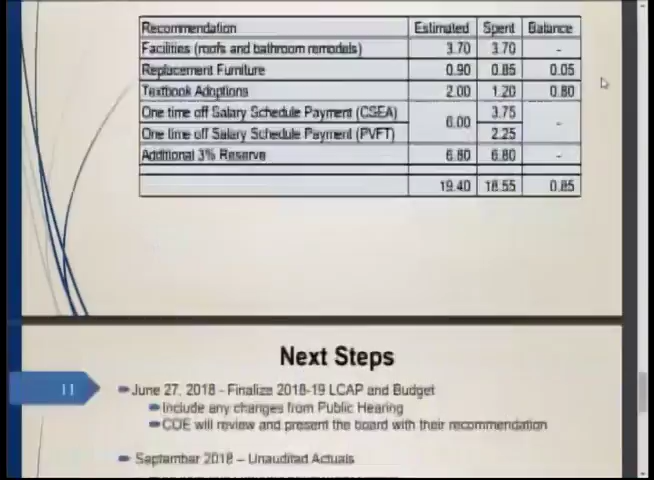 Recommendation Estimated Spent Balance
Facilities (roofs and bathroom remodels) 3.70 3.70 -
Replacement Furniture 0.90 0.85 0.05
Textbook Adoptions 2.00 1.20 0.80
One time off Salary Schedule Payment (CSEA) 6.00 3.75 -
One time off Salary Schedule Payment (PVFT) 2.25
Additional 3% Reserve 6.80 6.80 -
19.40 18.55 0.85
Next Steps
11
June 27, 2018 - Finalize 2018-19 LCAP and Budget
Include any changes from Public Hearing
COE will review and present the board with their recommendation
September 2018 – Unaudited Actuals